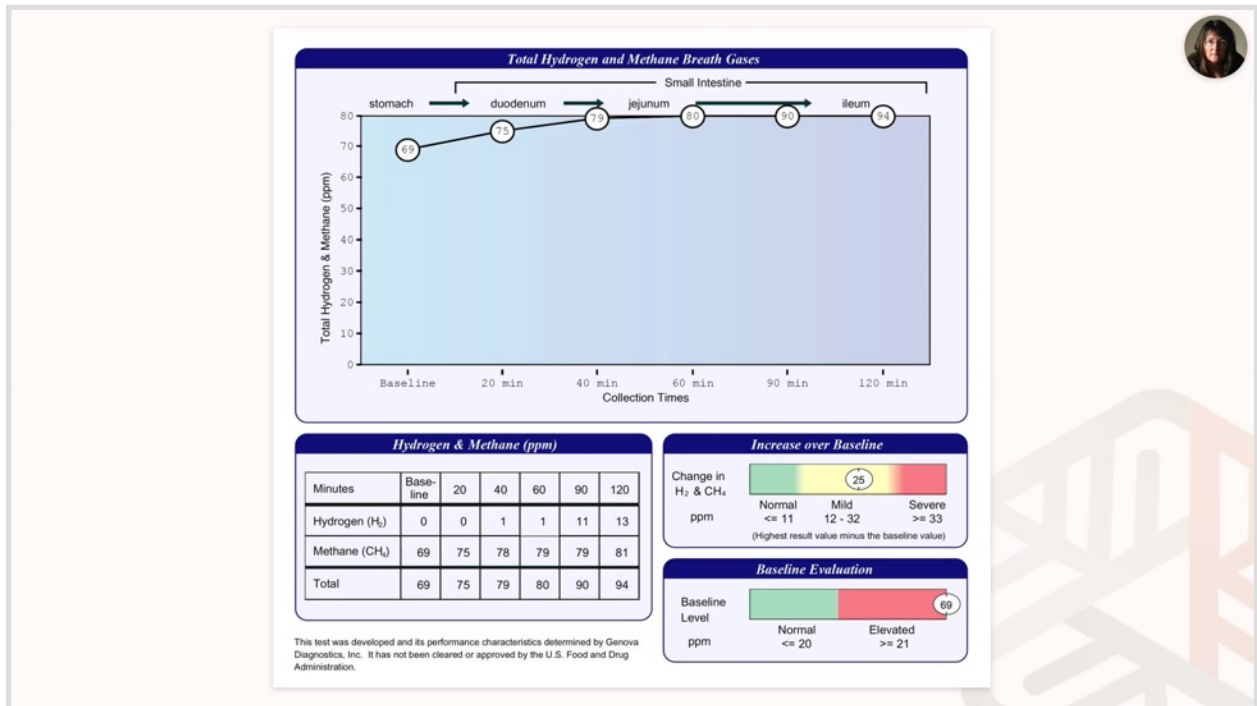 Total Hydrogen and Methane Breath Gases
Small Intestine
stomach duodenum jejunum ileum
Total Hydrogen & Methane (ppm)
80
70
60
50
40
30
20
10
0
69 75 79 80 90 94
Baseline 20 min 40 min 60 min 90 min 120 min
Collection Times
Hydrogen & Methane (ppm)
Minutes Base-line 20 40 60 90 120
Hydrogen (H₂) 0 0 1 1 11 13
Methane (CH₄) 69 75 78 79 79 81
Total 69 75 79 80 90 94
This test was developed and its performance characteristics determined by Genova
Diagnostics, Inc. It has not been cleared or approved by the U.S. Food and Drug
Administration.
Increase over Baseline
Change in
H₂ & CH₄
ppm
25
Normal Mild Severe
<= 11 12 - 32 >= 33
(Highest result value minus the baseline value)
Baseline Evaluation
Baseline
Level
ppm
69
Normal Elevated
<= 20 >= 21